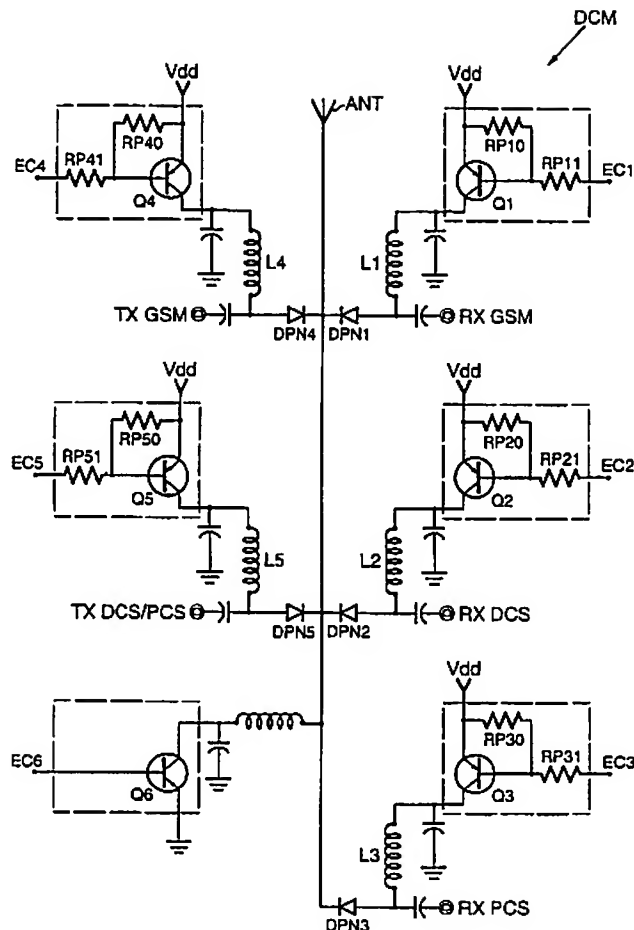 DCM
Vdd
ANT
Vdd
RP40
RP10
EC4
RP41
RP11
EC1
Q4
Q1
L4
L1
TX GSM
DPN4
DPN1
RX GSM
Vdd
Vdd
RP50
RP20
EC5
RP51
RP21
EC2
Q5
Q2
L5
L2
TX DCS/PCS
DPN5
DPN2
RX DCS
Vdd
RP30
EC6
RP31
EC3
Q6
Q3
L3
DPN3
RX PCS